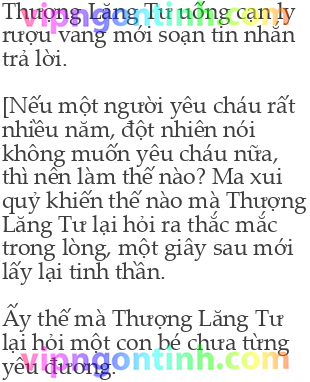 Thượng Lăng Tư uống cạn ly
rượu vang mới soạn tin nhắn
trả lời.
[Nếu một người yêu cháu rất
nhiều năm, đột nhiên nói
không muốn yêu cháu nữa,
thì nên làm thế nào? Ma xui
quỷ khiến thế nào mà Thượng
Lăng Tư lại hỏi ra thắc mắc
trong lòng, một giây sau mới
lấy lại tinh thần.
Ấy thế mà Thượng Lăng Tư
lại hỏi một con bé chưa từng
yêu đương.
vipngontinh.com
vipngontinh.com